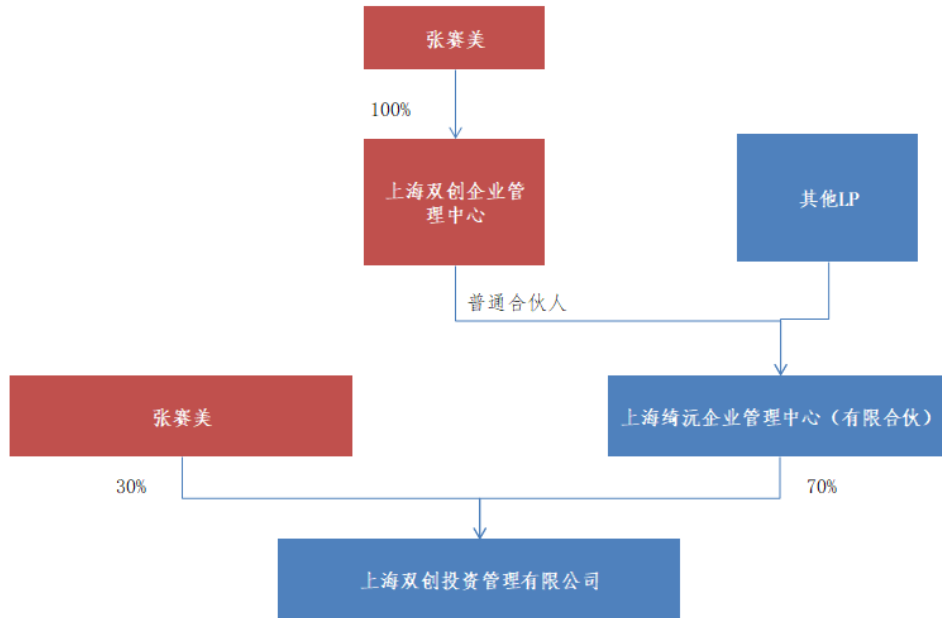 张赛美
100%
上海双创企业管
理中心
其他LP
普通合伙人
张赛美
上海绮沅企业管理中心（有限合伙）
30%
70%
上海双创投资管理有限公司